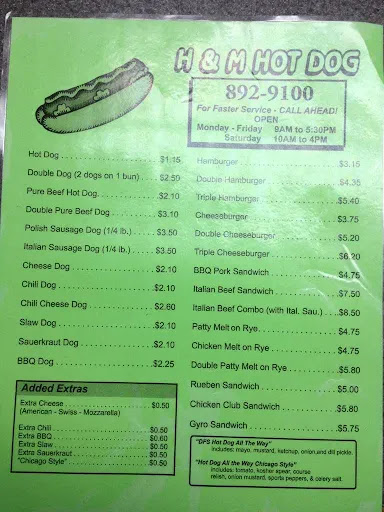 H & M HOT DOG
892-9100
For Faster Service - CALL AHEAD!
OPEN
Monday - Friday 9AM to 5:30PM
Saturday 10AM to 4PM
Hot Dog $1.15
Double Dog (2 dogs on 1 bun) $2.50
Pure Beef Hot Dog $2.10
Double Pure Beef Dog $3.10
Polish Sausage Dog (1/4 lb.) $3.50
Italian Sausage Dog (1/4 lb.) $3.50
Cheese Dog $2.10
Chili Dog $2.10
Chili Cheese Dog $2.60
Slaw Dog $2.10
Sauerkraut Dog $2.10
BBQ Dog $2.25
Added Extras
Extra Cheese $0.50
(American - Swiss - Mozzarella)
Extra Chili $0.50
Extra BBQ $0.60
Extra Slaw $0.50
Extra Sauerkraut $0.50
"Chicago Style" $0.50
Hamburger $3.15
Double Hamburger $4.35
Triple Hamburger $5.40
Cheeseburger $3.75
Double Cheeseburger $5.20
Triple Cheeseburger $6.20
BBQ Pork Sandwich $4.75
Italian Beef Sandwich $7.50
Italian Beef Combo (with Ital. Sau.) $8.50
Patty Melt on Rye $4.75
Chicken Melt on Rye $4.75
Double Patty Melt on Rye $5.80
Rueben Sandwich $5.00
Chicken Club Sandwich $5.80
Gyro Sandwich $5.75
"DFS Hot Dog All The Way"
includes: mayo, mustard, ketchup, onion, and dill pickle.
"Hot Dog All the Way Chicago Style"
includes: tomato, kosher spear, course
relish, onion mustard, sporta peppers, & celery salt.